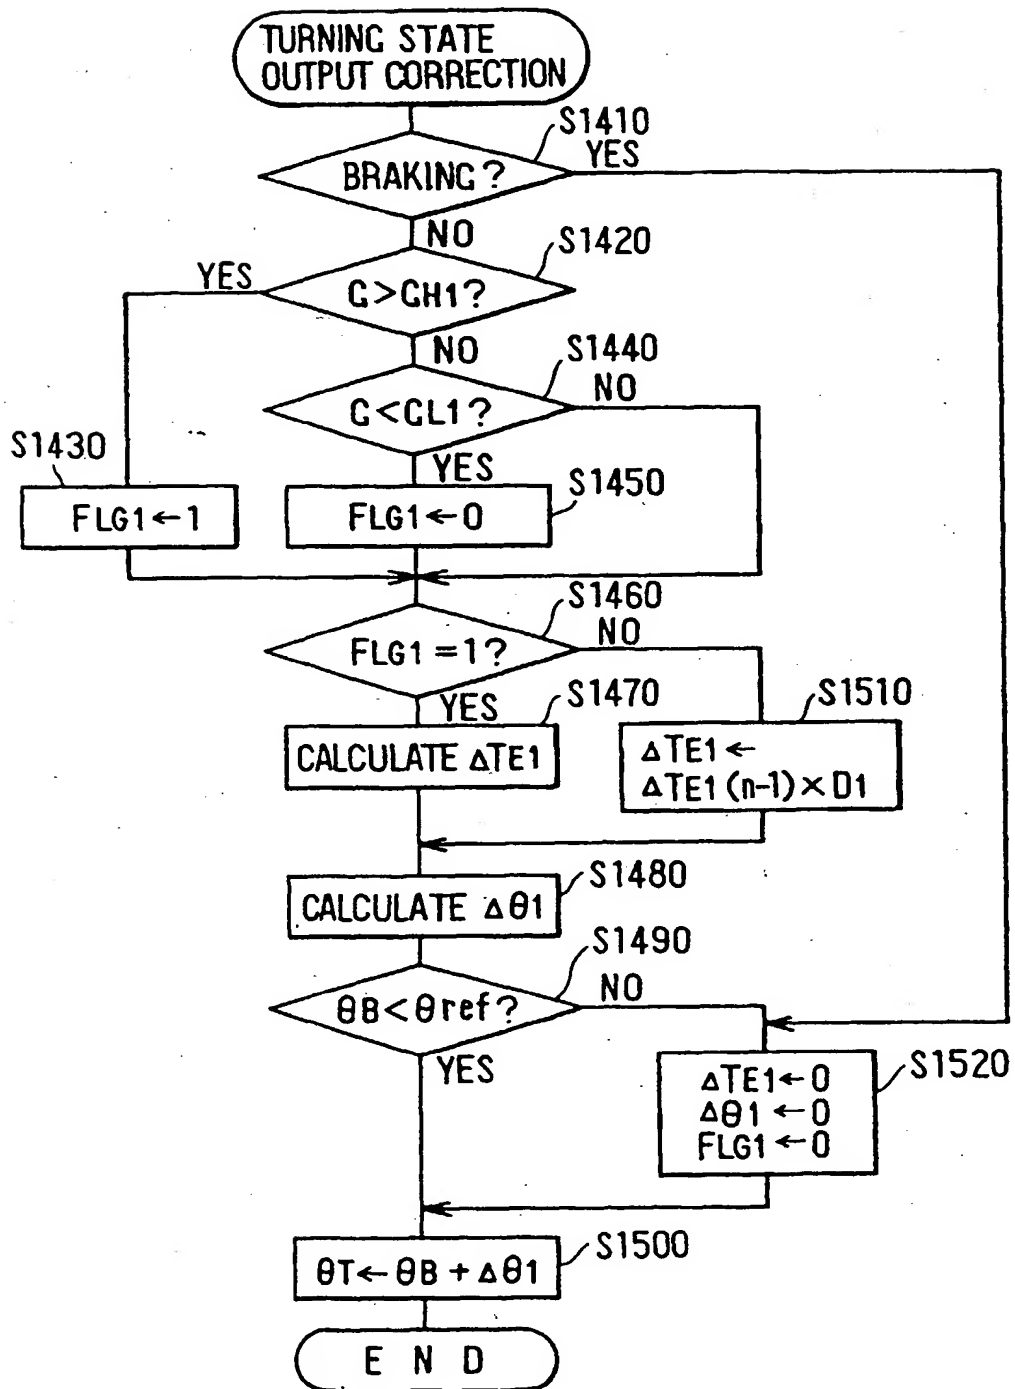 TURNING STATE
OUTPUT CORRECTION
S1410
BRAKING?
YES
NO
S1420
YES
G>GH1?
NO
S1440
G<GL1?
NO
S1430
YES
S1450
FLG1←1
FLG1←0
S1460
FLG1=1?
NO
YES
S1470
S1510
CALCULATE ΔTE1
ΔTE1←
ΔTE1(n-1)×D1
S1480
CALCULATE Δθ1
S1490
θB<θref?
NO
YES
S1520
ΔTE1←0
Δθ1←0
FLG1←0
S1500
θT←θB+Δθ1
END